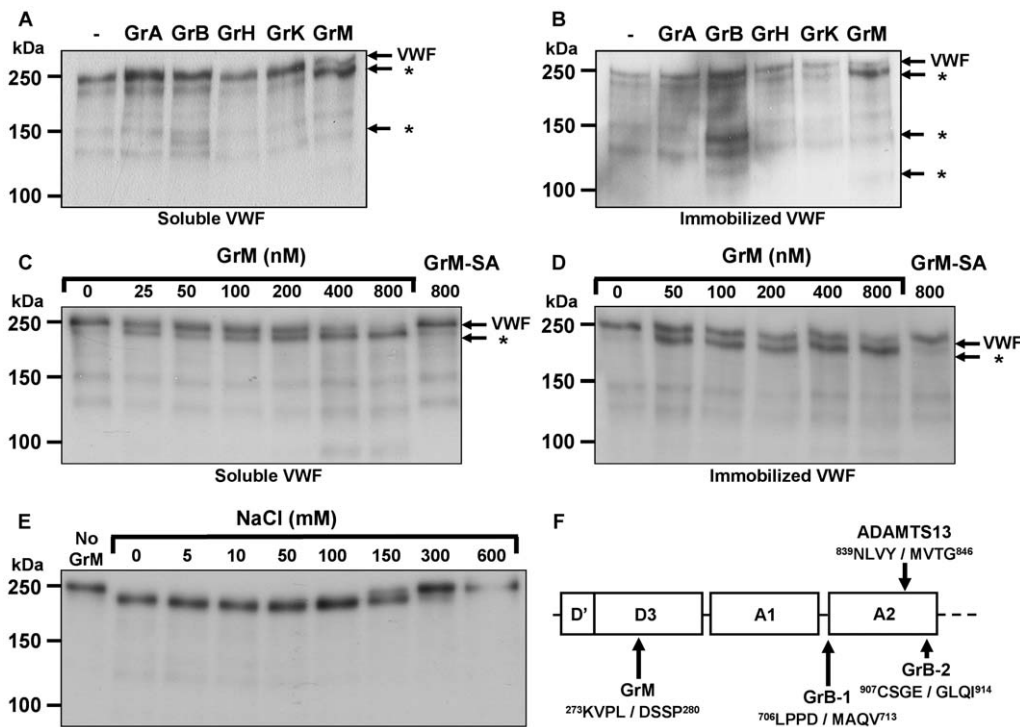 A
kDa
- GrA GrB GrH GrK GrM
250
150
100
VWF
*
*
Soluble VWF
B
kDa
- GrA GrB GrH GrK GrM
250
150
100
VWF
*
*
*
Immobilized VWF
C
GrM (nM) GrM-SA
kDa
0 25 50 100 200 400 800 800
250
150
100
VWF
*
Soluble VWF
D
GrM (nM) GrM-SA
kDa
0 50 100 200 400 800 800
250
150
100
VWF
*
Immobilized VWF
E
NaCl (mM)
No
GrM
0 5 10 50 100 150 300 600
kDa
250
150
100
F
ADAMTS13
⁸³⁹NLVY / MVTG⁸⁴⁶
D' D3 A1 A2
GrM
²⁷³KVPL / DSSP²⁸⁰
GrB-1
⁷⁰⁶LPPD / MAQV⁷¹³
GrB-2
⁹⁰⁷CSGE / GLQI⁹¹⁴